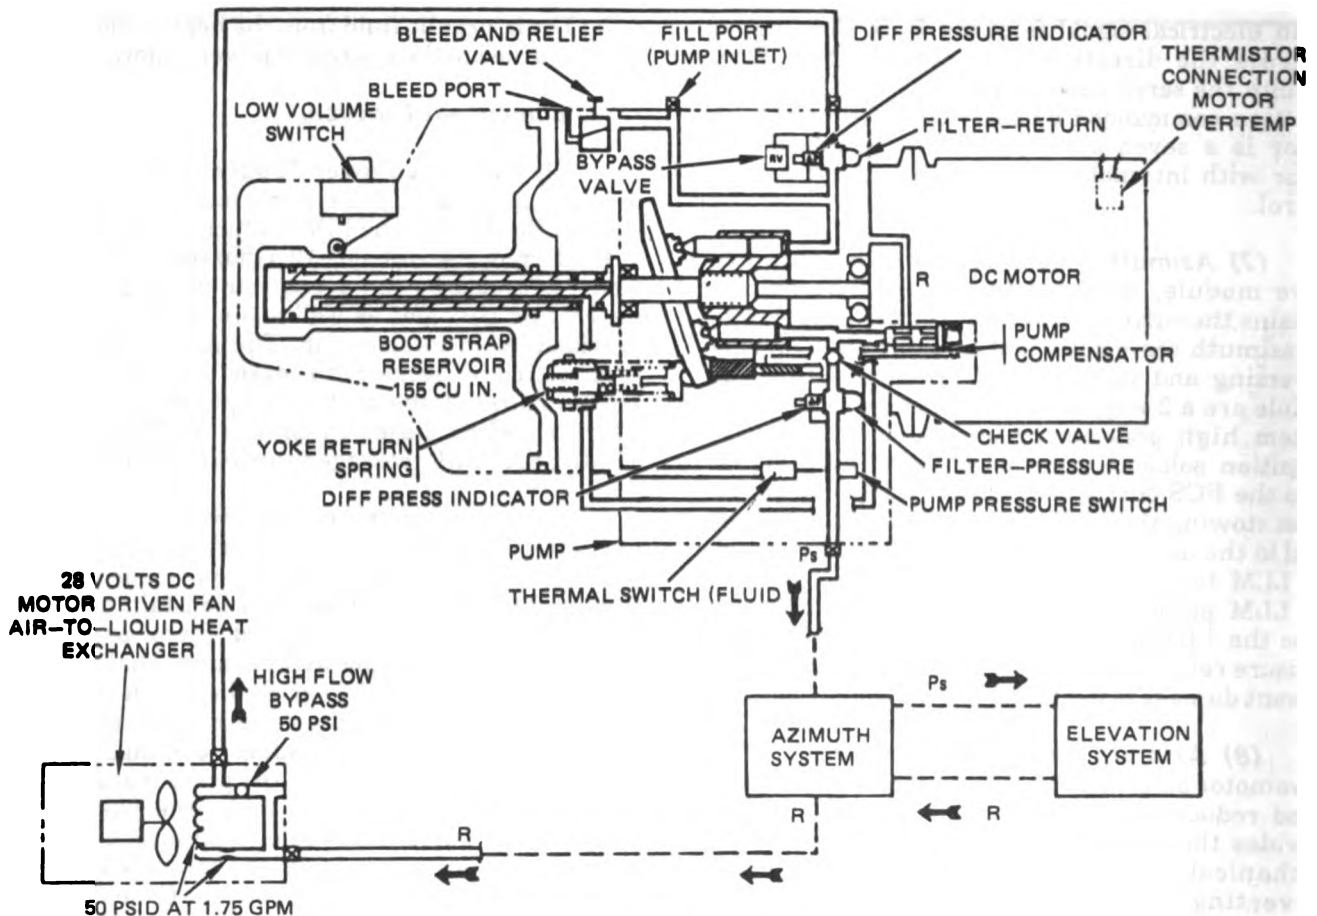 BLEED AND RELIEF
VALVE
FILL PORT
(PUMP INLET)
DIFF PRESSURE INDICATOR
THERMISTOR
CONNECTION
MOTOR
OVERTEMP
BLEED PORT
LOW VOLUME
SWITCH
FILTER–RETURN
BYPASS
VALVE
RV
ΔP
R
DC MOTOR
BOOT STRAP
RESERVOIR
155 CU IN.
PUMP
COMPENSATOR
YOKE RETURN
SPRING
CHECK VALVE
FILTER–PRESSURE
DIFF PRESS INDICATOR
PUMP PRESSURE SWITCH
PUMP
Ps
THERMAL SWITCH (FLUID
28 VOLTS DC
MOTOR DRIVEN FAN
AIR–TO–LIQUID HEAT
EXCHANGER
HIGH FLOW
BYPASS
50 PSI
Ps
AZIMUTH
SYSTEM
ELEVATION
SYSTEM
R
R
R
50 PSID AT 1.75 GPM